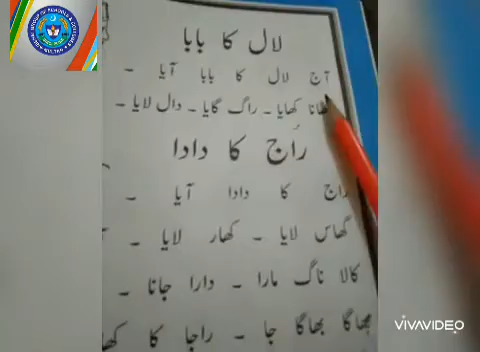 لال کا بابا
آج لال کا بابا آیا ۔
کھانا کھایا ۔ راگ گایا ۔ دال لایا ۔
راج کا دادا
راج کا دادا آیا ۔
گھاس لایا ۔ کھار لایا ۔
کالا ناگ مارا ۔ دارا جانا ۔
بھاگا بھاگا جا ۔ راجا کا
VIVAVIDEO